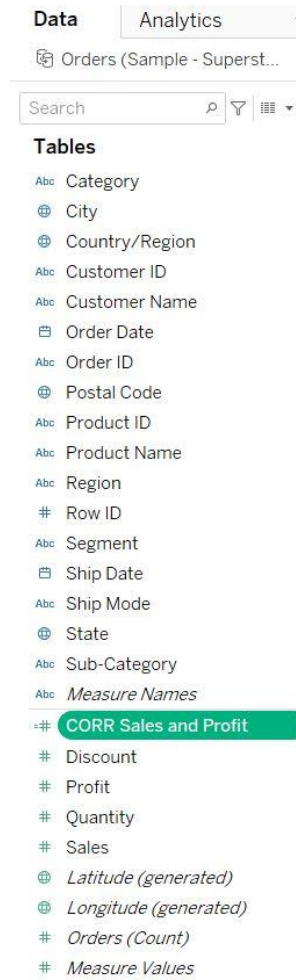 Data Analytics
Orders (Sample - Superst...
Search
Tables
Abc Category
City
Country/Region
Abc Customer ID
Abc Customer Name
Order Date
Abc Order ID
Postal Code
Abc Product ID
Abc Product Name
Abc Region
# Row ID
Abc Segment
Ship Date
Abc Ship Mode
State
Abc Sub-Category
Abc Measure Names
=# CORR Sales and Profit
# Discount
# Profit
# Quantity
# Sales
Latitude (generated)
Longitude (generated)
# Orders (Count)
# Measure Values